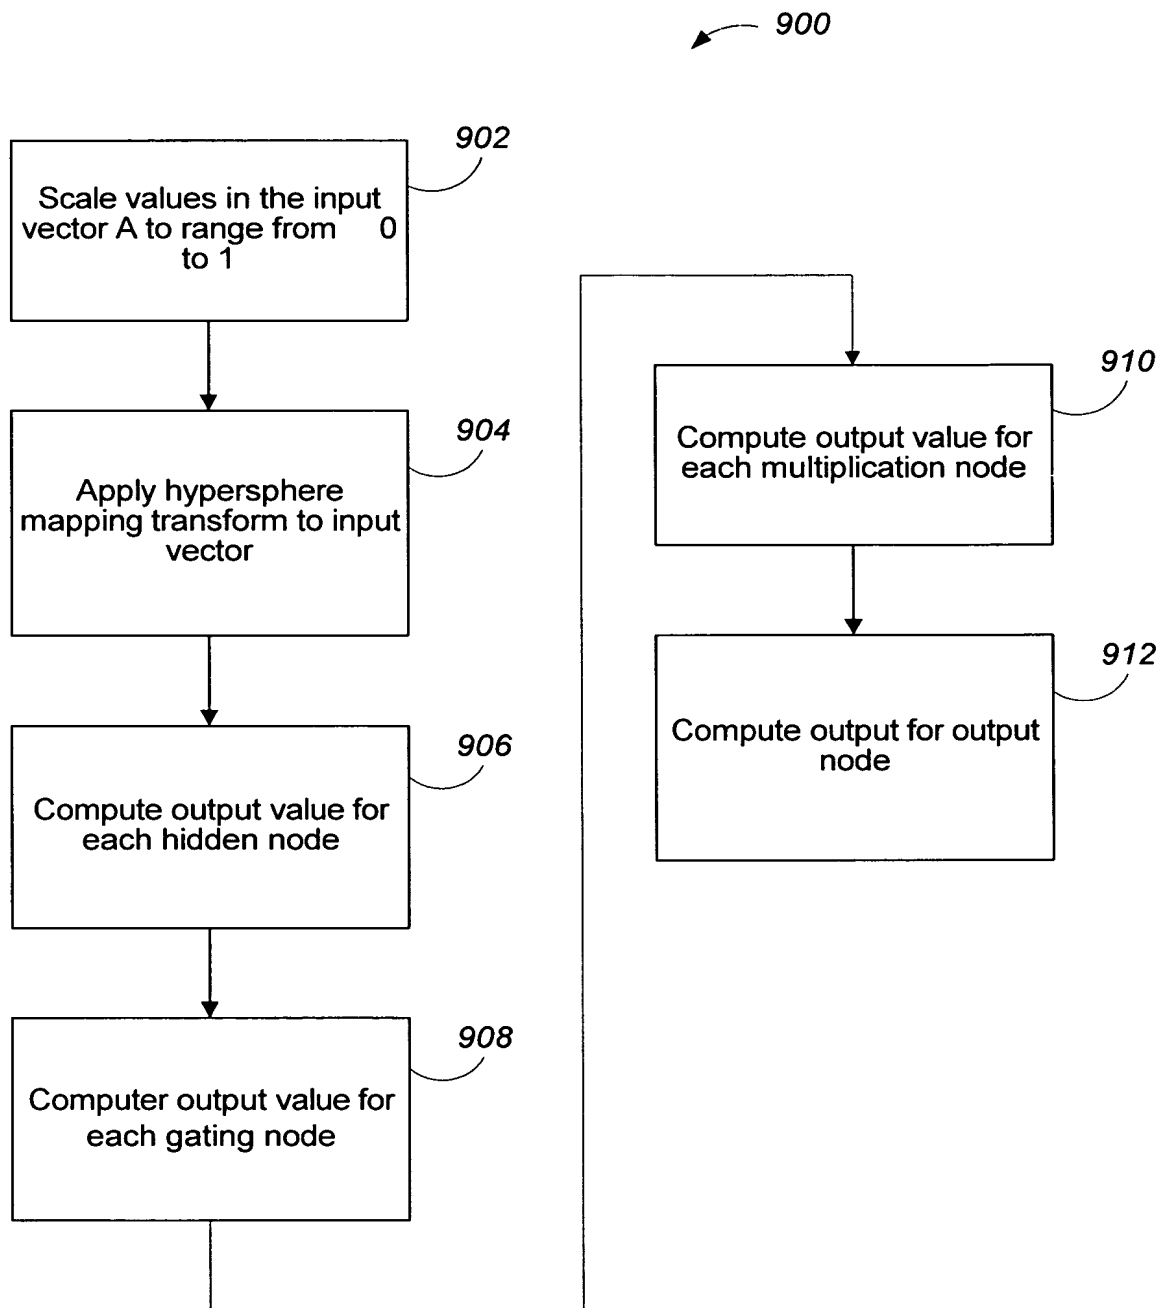 900
902
Scale values in the input
vector A to range from 0
to 1
904
Apply hypersphere
mapping transform to input
vector
906
Compute output value for
each hidden node
908
Computer output value for
each gating node
910
Compute output value for
each multiplication node
912
Compute output for output
node